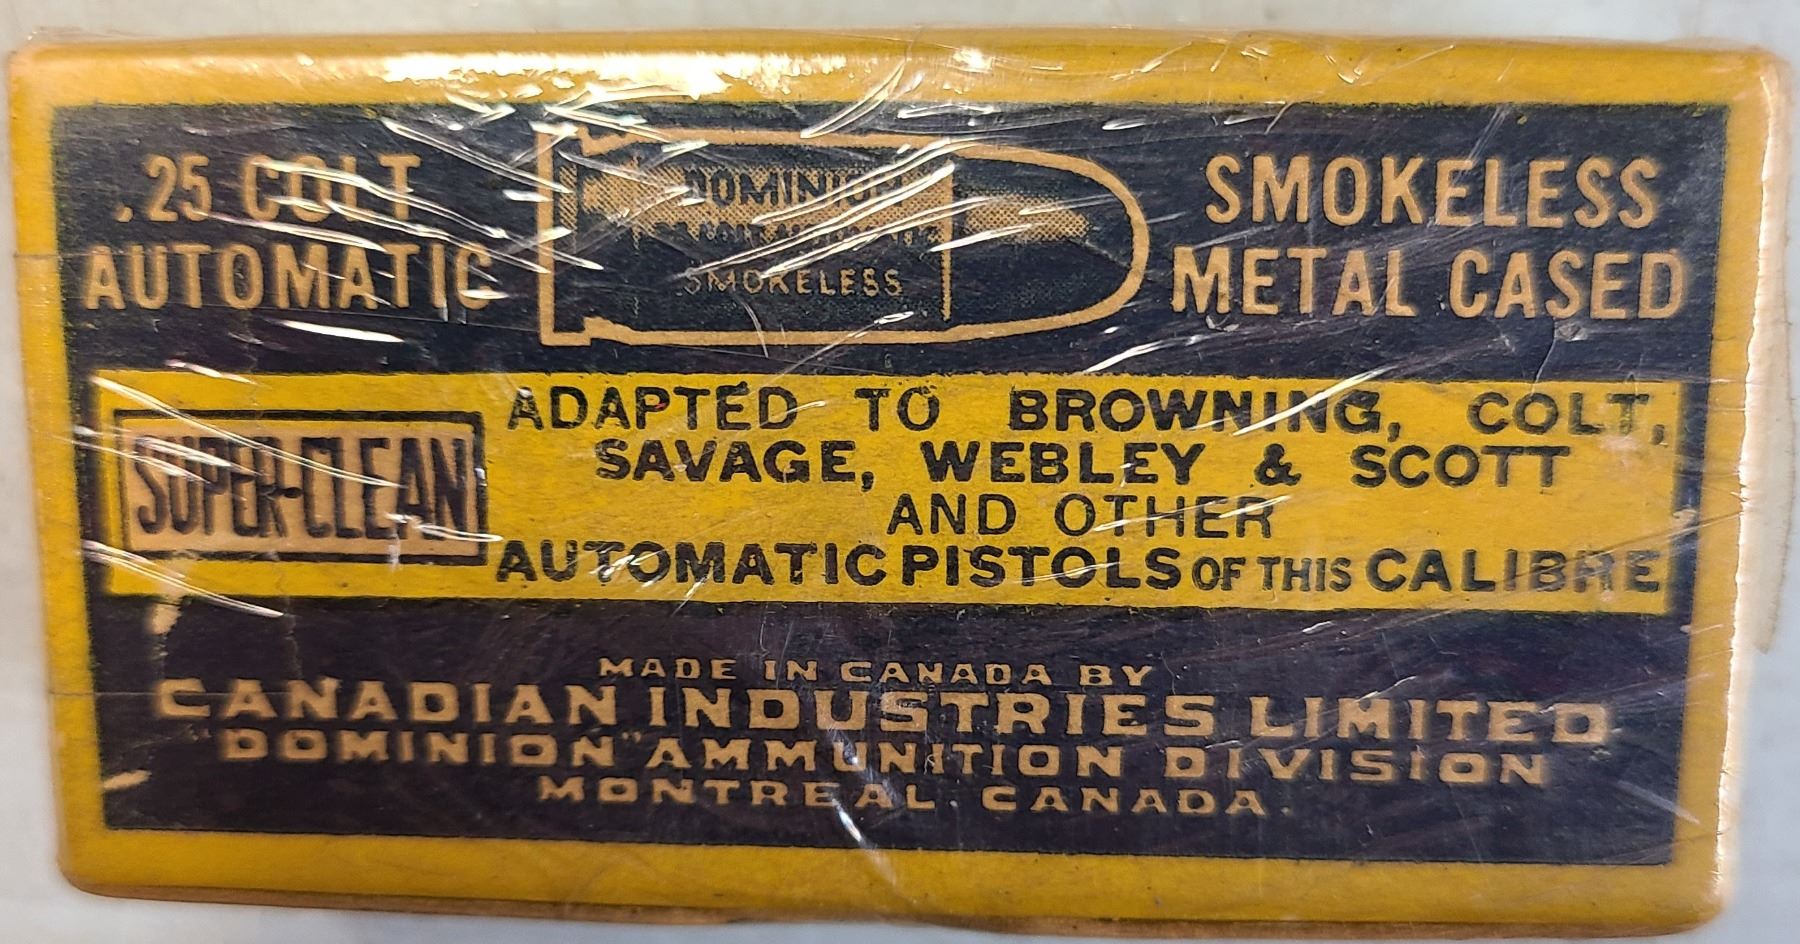 .25 COLT
AUTOMATIC
DOMINION
SMOKELESS
SMOKELESS
METAL CASED
SUPER-CLEAN
ADAPTED TO BROWNING, COLT,
SAVAGE, WEBLEY & SCOTT
AND OTHER
AUTOMATIC PISTOLS OF THIS CALIBRE
MADE IN CANADA BY
CANADIAN INDUSTRIES LIMITED
"DOMINION" AMMUNITION DIVISION
MONTREAL, CANADA.